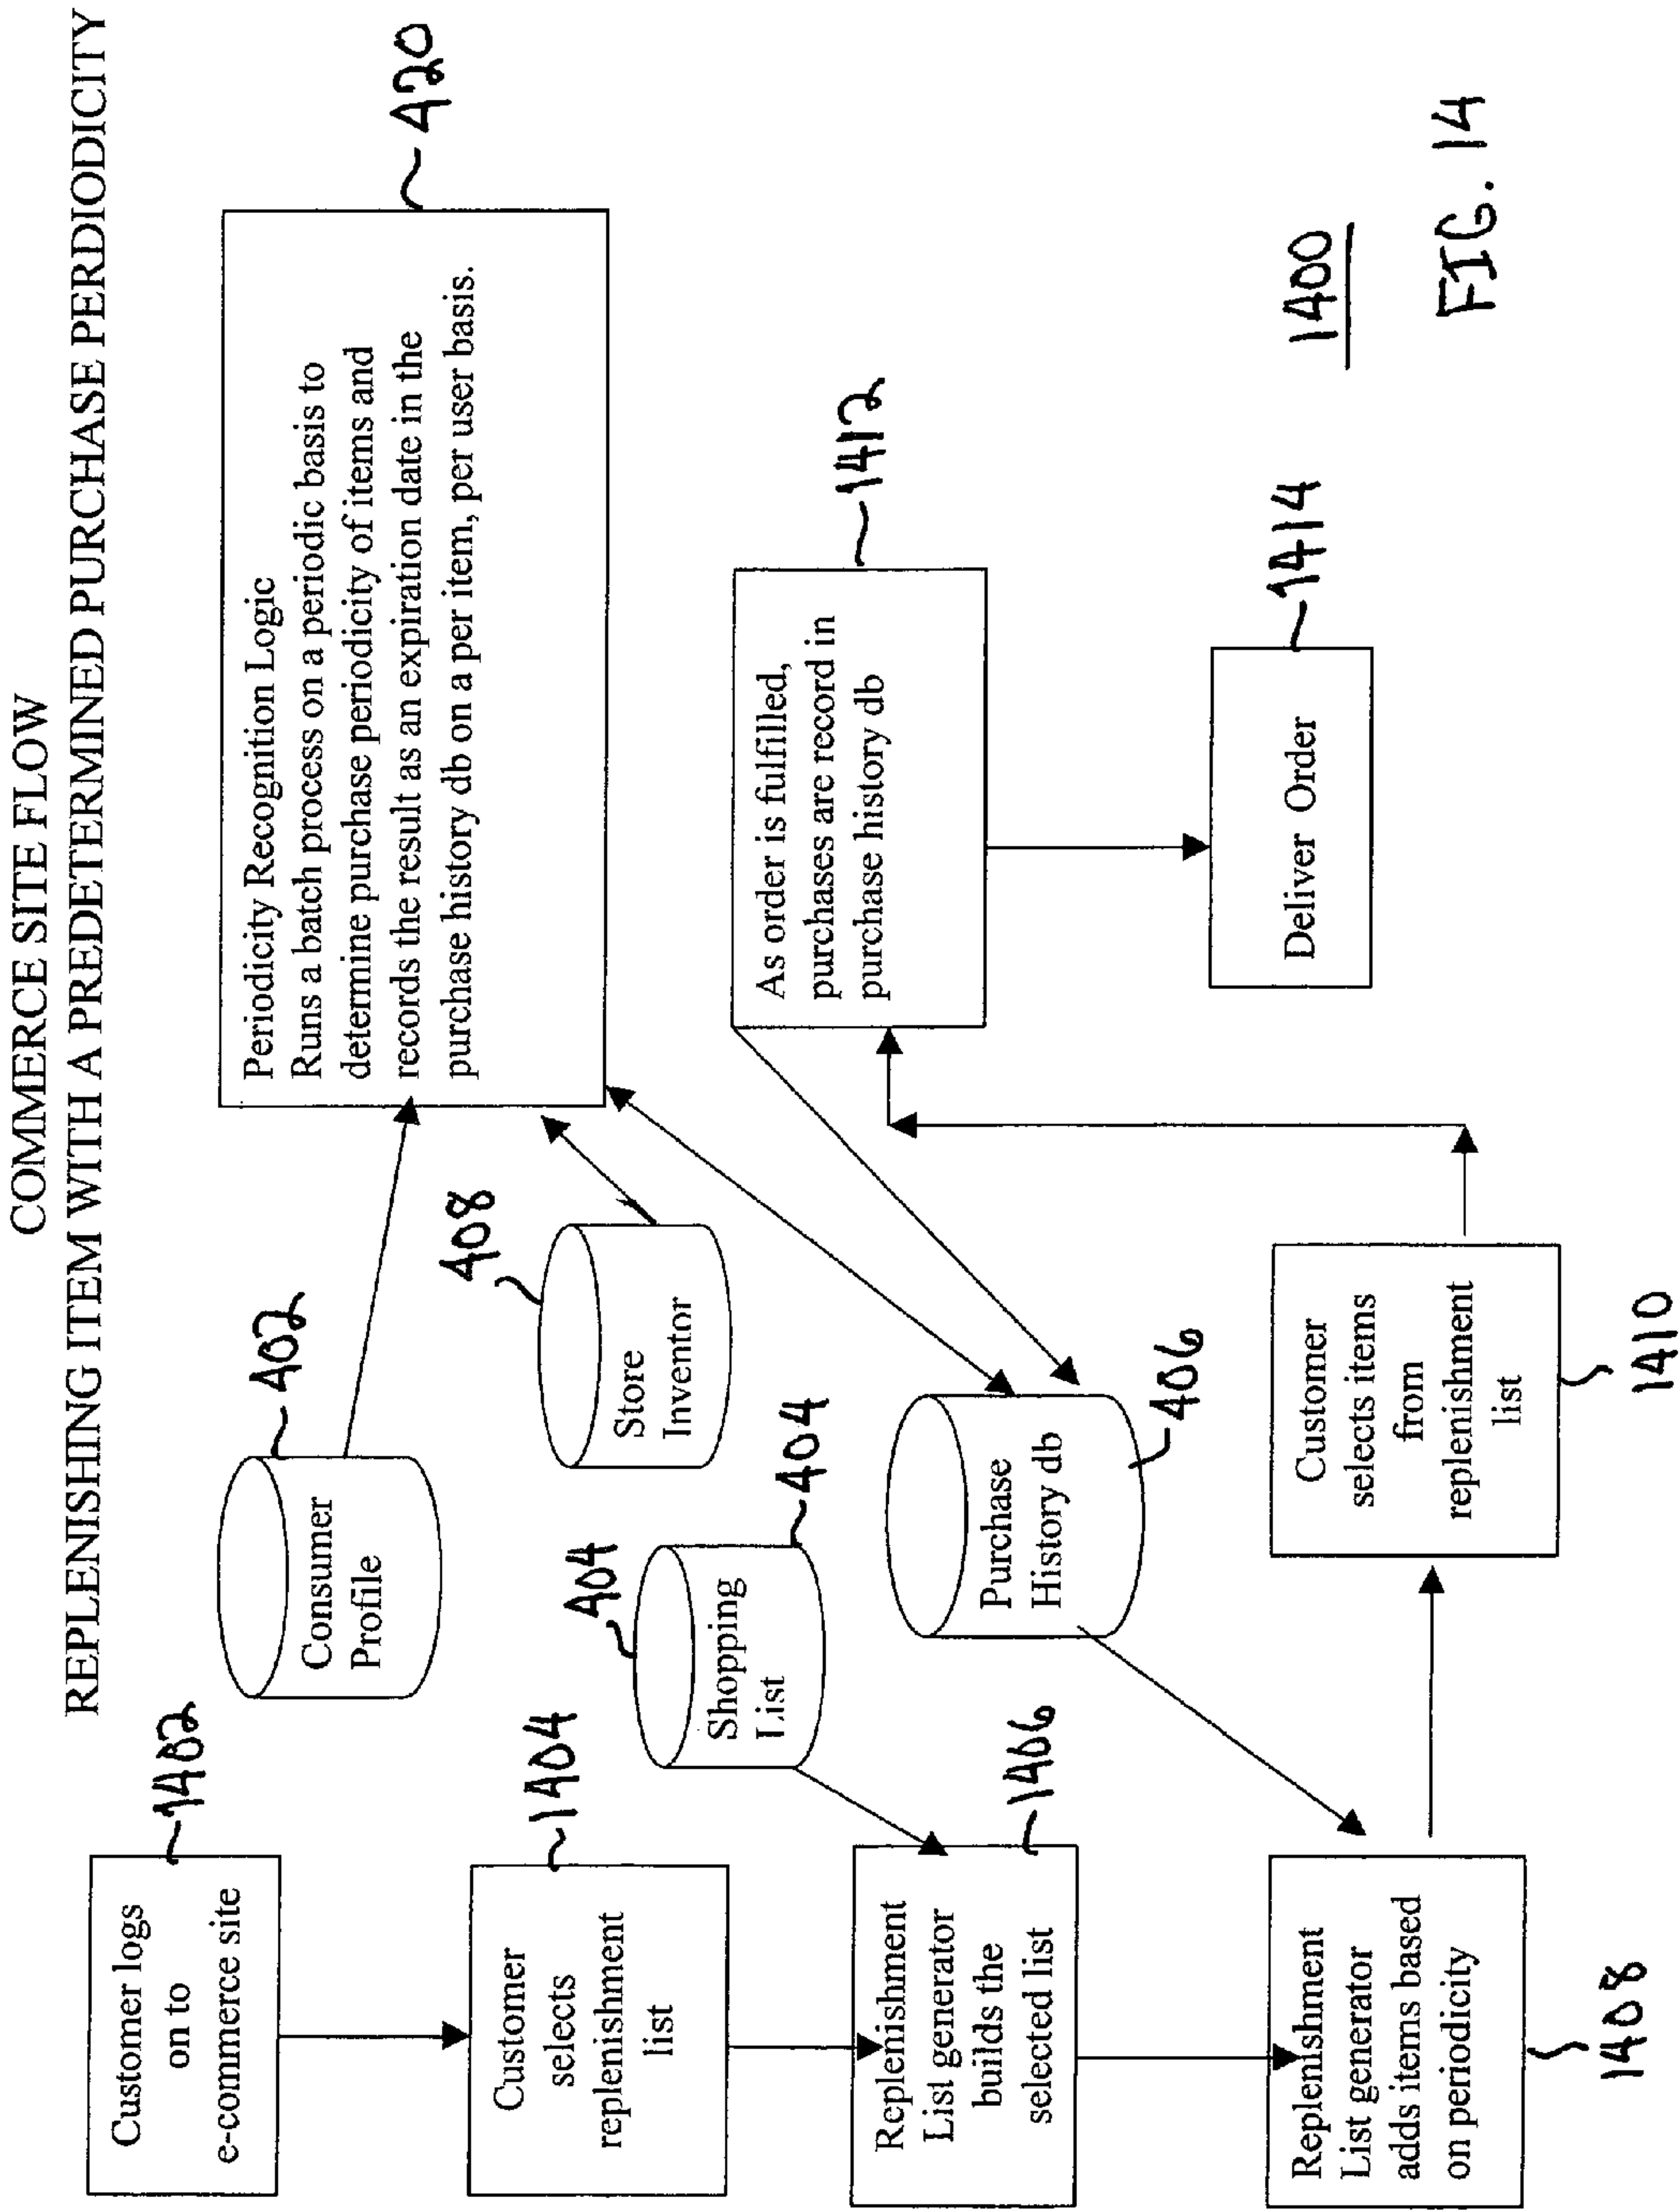 COMMERCE SITE FLOW
REPLENISHING ITEM WITH A PREDETERMINED PURCHASE PERDIODICITY
Customer logs
on to
e-commerce site
1402
Customer
selects
replenishment
list
1404
Replenishment
List generator
builds the
selected list
1406
Replenishment
List generator
adds items based
on periodicity
1408
Consumer
Profile
402
Shopping
List
404
404
Store
Inventor
408
Purchase
History db
406
Periodicity Recognition Logic
Runs a batch process on a periodic basis to
determine purchase periodicity of items and
records the result as an expiration date in the
purchase history db on a per item, per user basis.
420
Customer
selects items
from
replenishment
list
1410
As order is fulfilled,
purchases are record in
purchase history db
1412
Deliver Order
1414
1400
FIG. 14